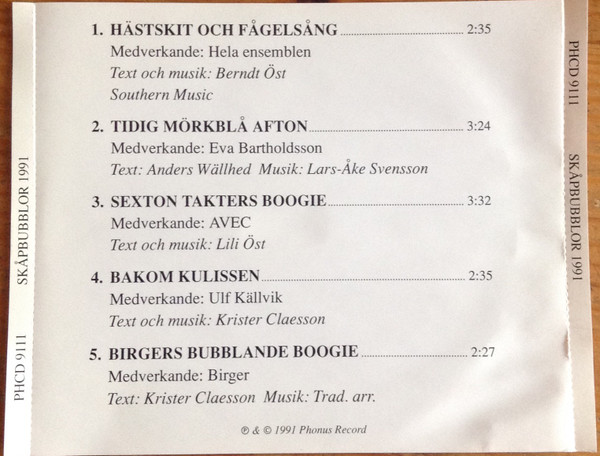 1. HÄSTSKIT OCH FÅGELSÅNG 2:35
Medverkande: Hela ensemblen
Text och musik: Berndt Öst
Southern Music
2. TIDIG MÖRKBLÅ AFTON 3:24
Medverkande: Eva Bartholdsson
Text: Anders Wällhed Musik: Lars-Åke Svensson
3. SEXTON TAKTERS BOOGIE 3:32
Medverkande: AVEC
Text och musik: Lili Öst
4. BAKOM KULISSEN 2:35
Medverkande: Ulf Källvik
Text och musik: Krister Claesson
5. BIRGERS BUBBLANDE BOOGIE 2:27
Medverkande: Birger
Text: Krister Claesson Musik: Trad. arr.
℗ & © 1991 Phonus Record
PHCD 9111 SKÅPBUBBLOR 1991
PHCD 9111 SKÅPBUBBLOR 1991